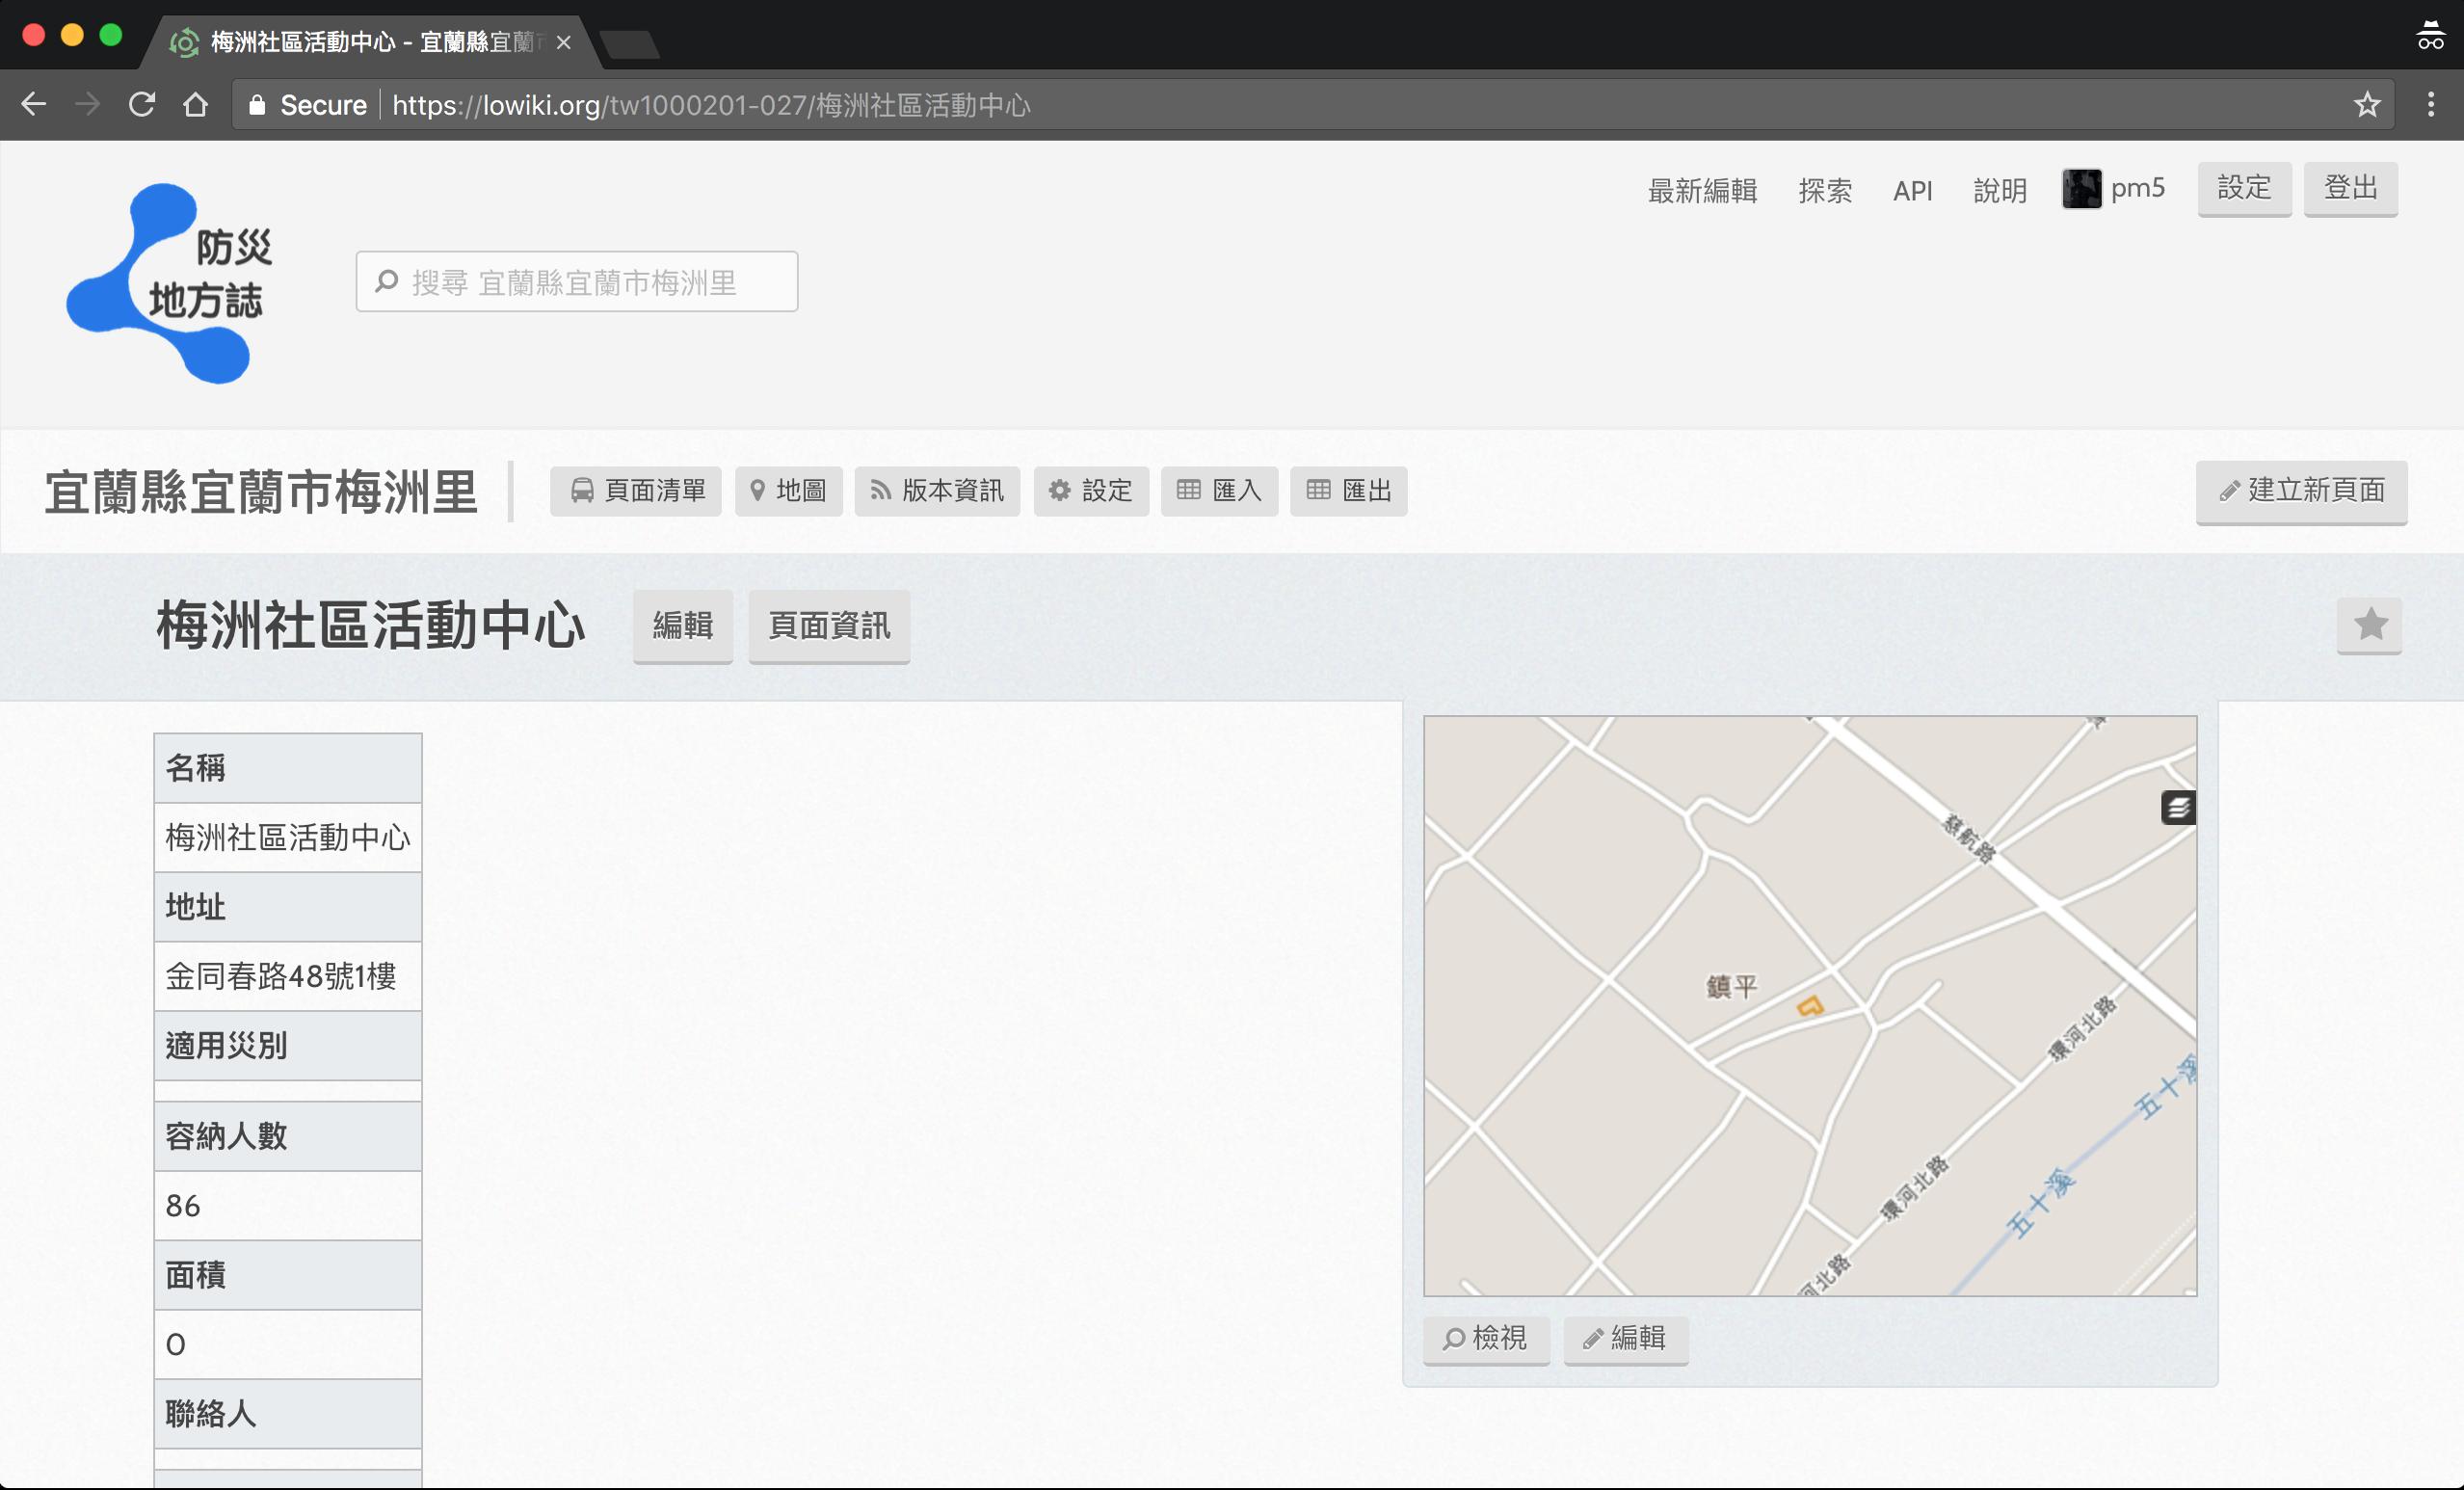 梅洲社區活動中心 - 宜蘭縣宜蘭
Secure https://lowiki.org/tw1000201-027/梅洲社區活動中心
最新編輯 探索 API 說明 pm5 設定 登出
防災
地方誌
搜尋 宜蘭縣宜蘭市梅洲里
宜蘭縣宜蘭市梅洲里 頁面清單 地圖 版本資訊 設定 匯入 匯出 建立新頁面
梅洲社區活動中心 編輯 頁面資訊
名稱
梅洲社區活動中心
地址
金同春路48號1樓
適用災別
容納人數
86
面積
0
聯絡人
慈航路
鎮平
環河北路
五十溪
環河北路
五十溪
河北路
檢視 編輯